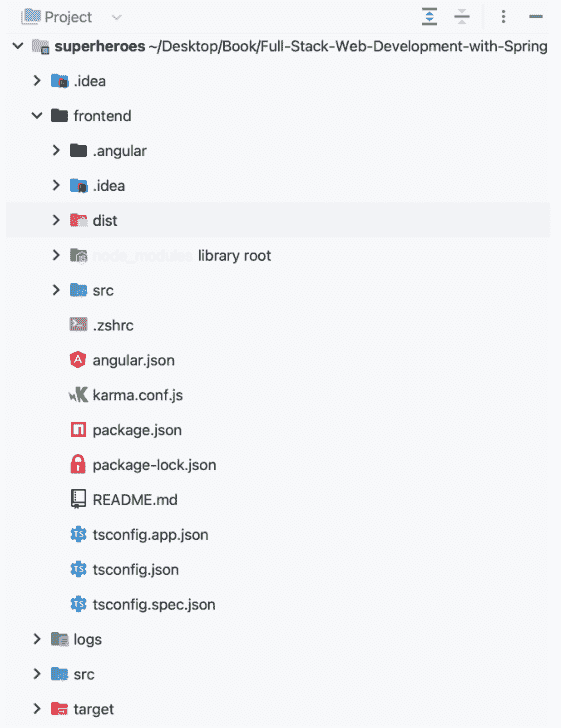 Project
superheroes ~/Desktop/Book/Full-Stack-Web-Development-with-Spring
.idea
frontend
.angular
.idea
dist
node_modules library root
src
.zshrc
angular.json
karma.conf.js
package.json
package-lock.json
README.md
tsconfig.app.json
tsconfig.json
tsconfig.spec.json
logs
src
target